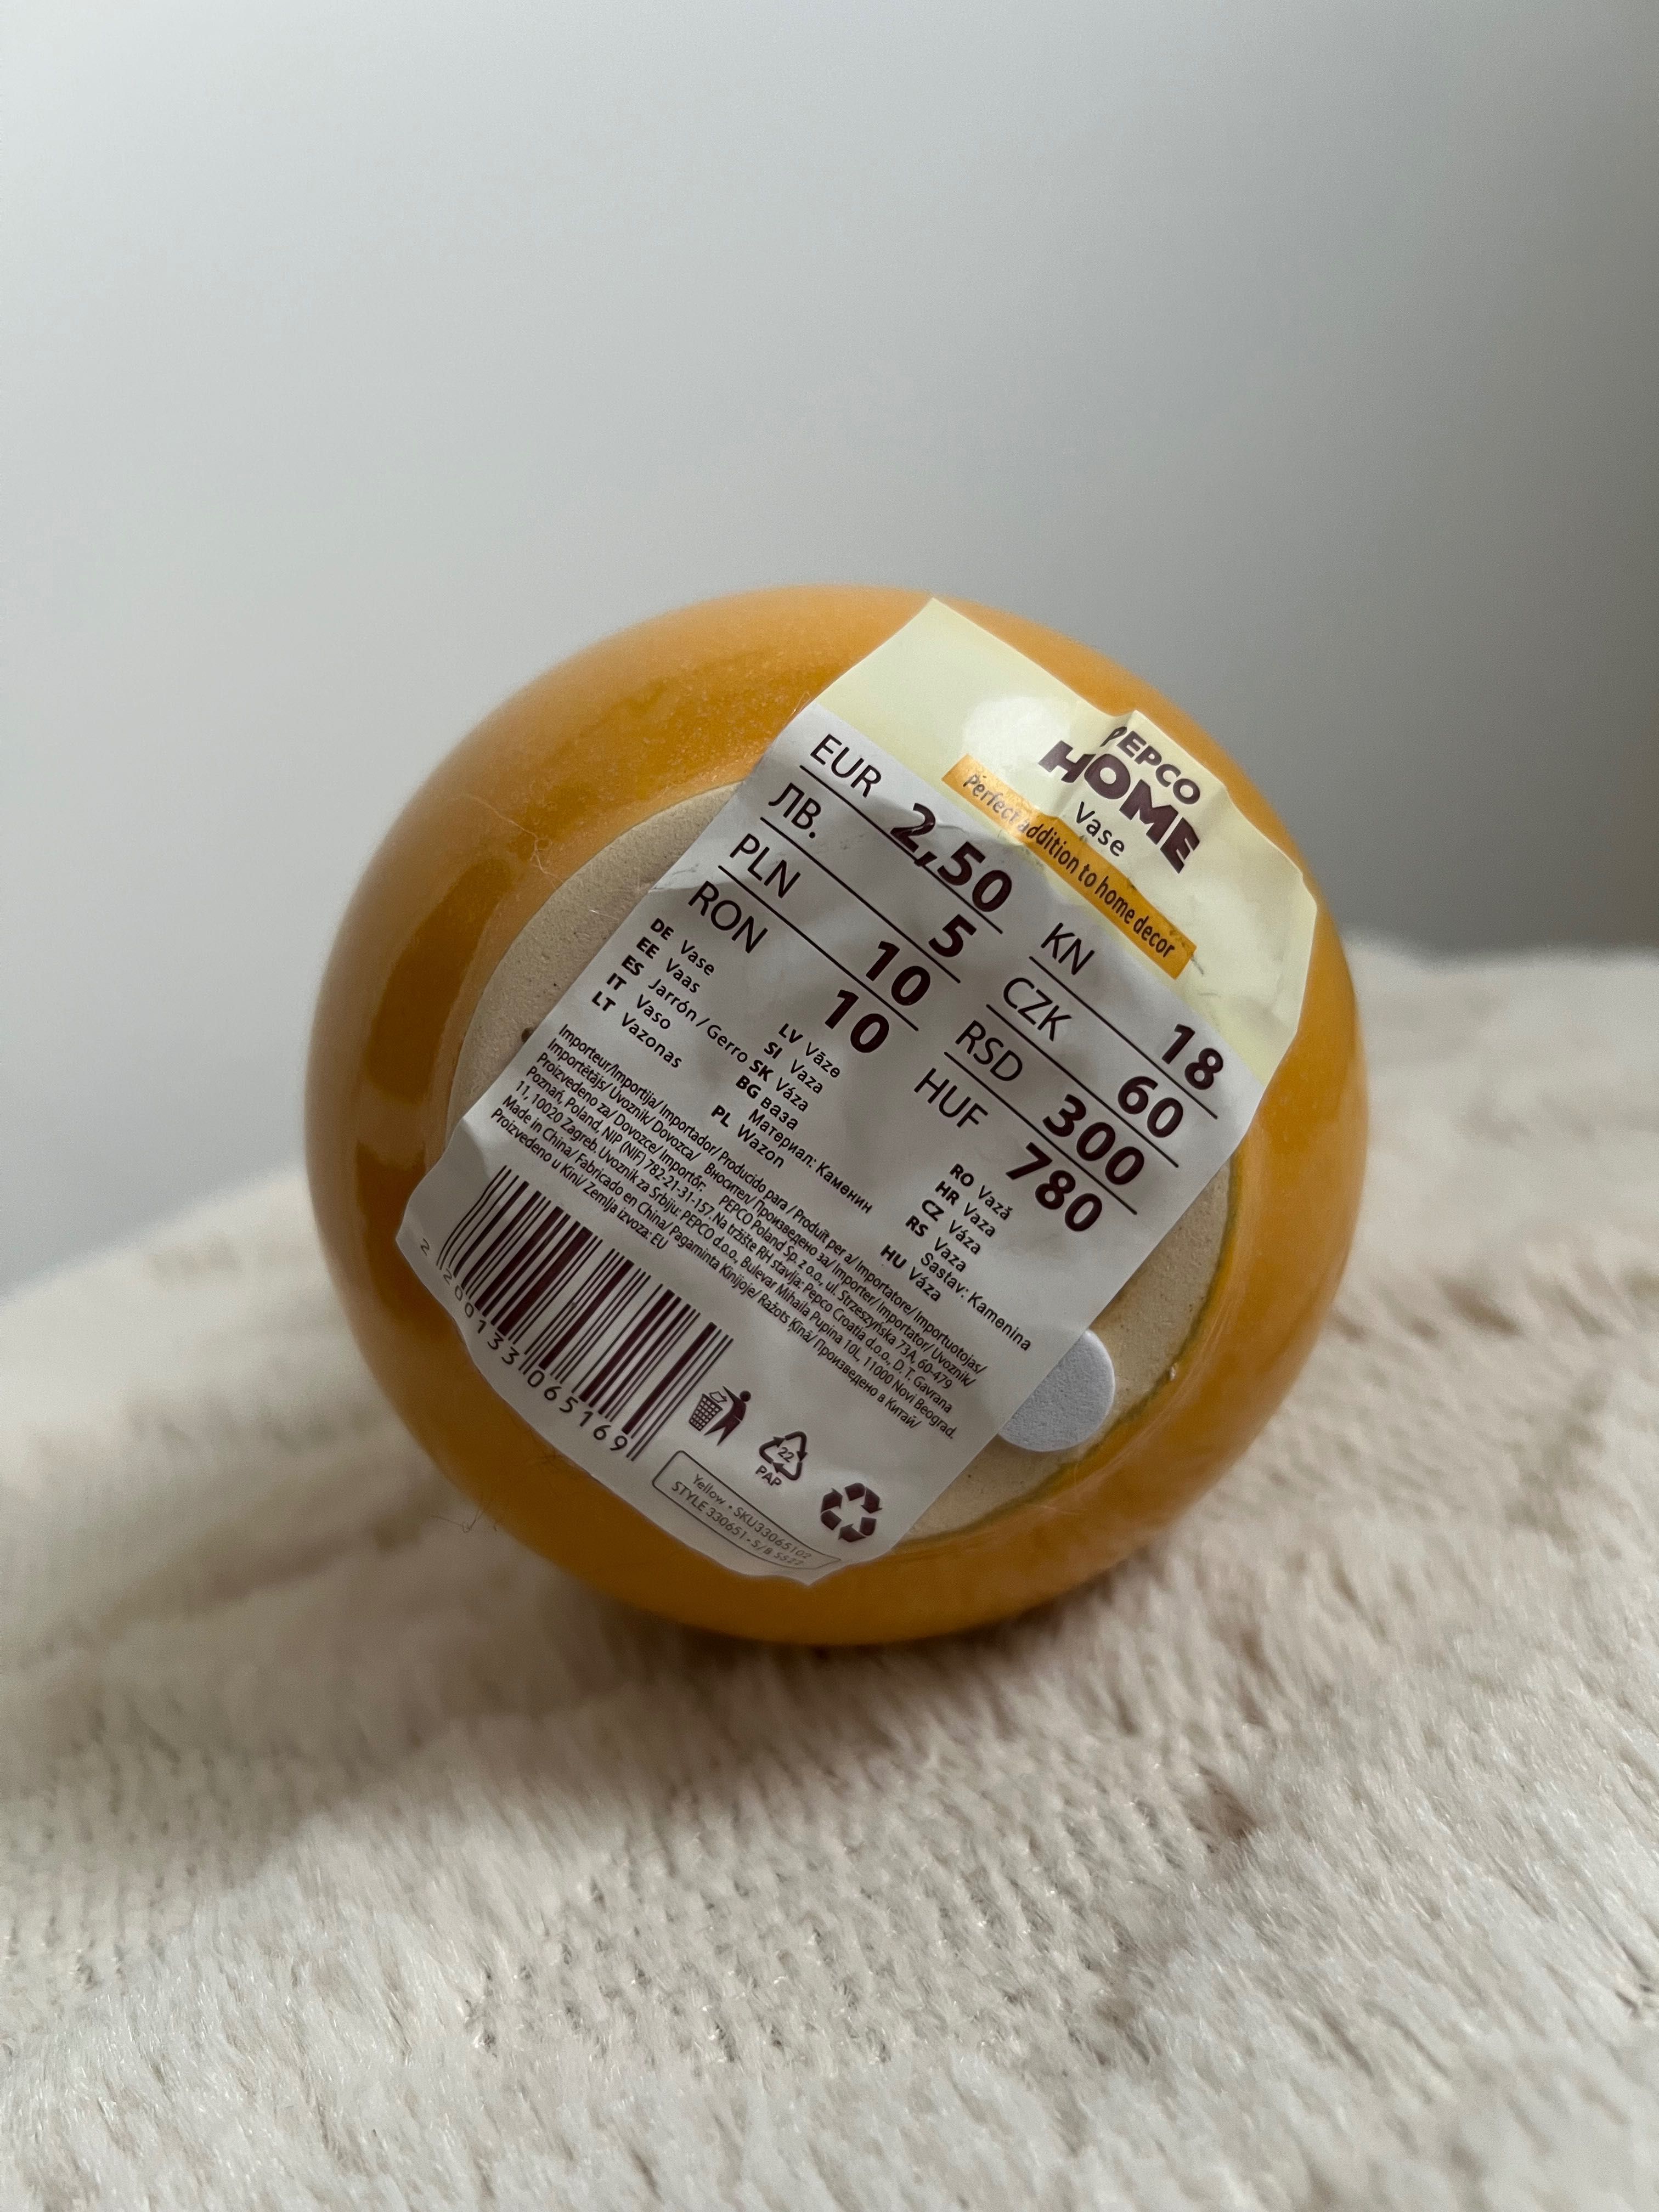 PEPCO
HOME
Vase
Perfect addition to home decor
EUR 2,50
ЛВ. 5
PLN 10
RON 10
KN 18
CZK 60
RSD 300
HUF 780
DE Vase
EE Vaas
ES Jarrón / Gerro
IT Vaso
LT Vazonas
LV Vāze
SI Vaza
SK Váza
BG Ваза
Материал: Каменин
PL Wazon
RO Vază
HR Vaza
CZ Váza
RS Vaza
Sastav: Kamenina
HU Váza
Importeur/Importija/ Importador/ Producido para / Produït per a/ Importatore/ Importuotojas/
Importētājs/ Uvoznik/ Dovozca/ Вносител/ Произведено за/ Importer/ Importator/ Uvoznik/
Proizvedeno za/ Dovozce/ Importőr: PEPCO Poland Sp. z o.o., ul. Strzeszyńska 73A, 60-479
Poznań, Poland, NIP (NIF) 782-21-31-157. Na tržište RH stavlja: Pepco Croatia d.o.o., D. T. Gavrana
11, 10020 Zagreb. Uvoznik za Srbiju: PEPCO d.o.o., Bulevar Mihaila Pupina 10L, 11000 Novi Beograd.
Made in China/ Fabricado en China/ Pagaminta Kinijoje/ Ražots Ķīnā/ Произведено в Китай/
Proizvedeno u Kini/ Zemlja izvoza: EU
2 200133 065169
22
PAP
Yellow • SKU33065102
STYLE 330651 • S/B SS22